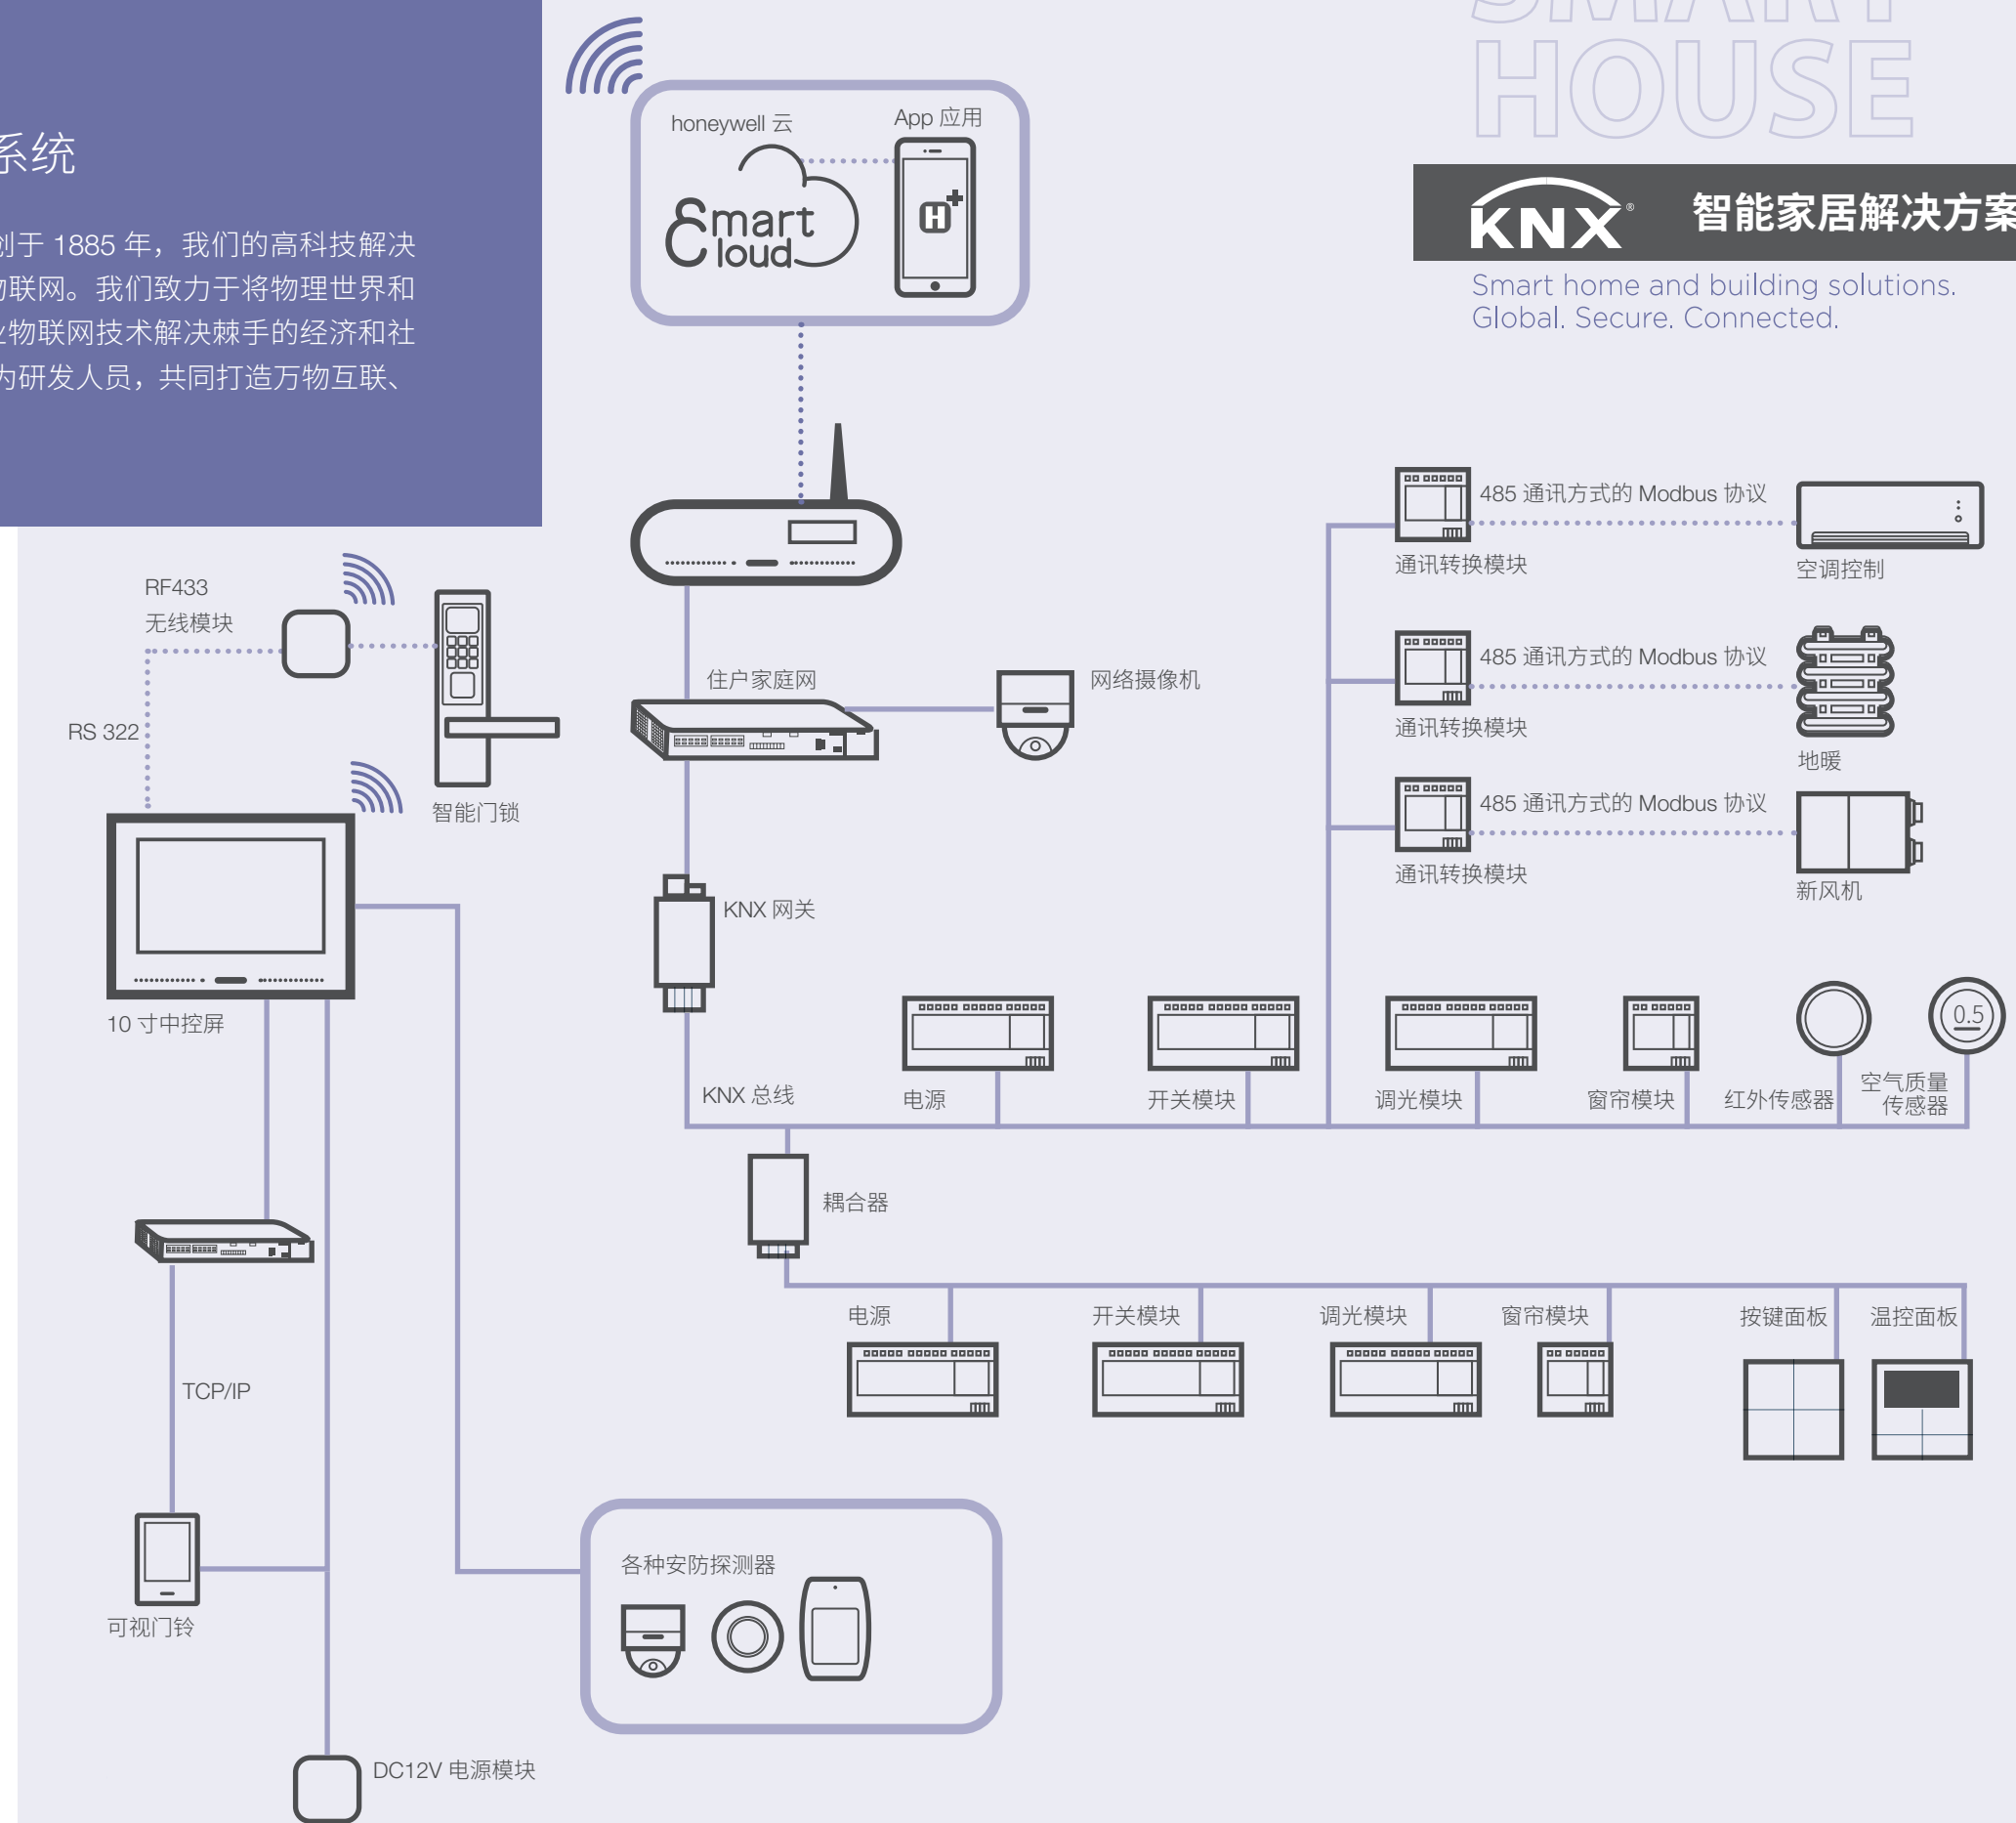 系统
创于 1885 年，我们的高科技解决
物联网。我们致力于将物理世界和
业物联网技术解决棘手的经济和社
为研发人员，共同打造万物互联、
honeywell 云
App 应用
Smart
Cloud
H+
SMART
HOUSE
KNX®
智能家居解决方案
Smart home and building solutions.
Global. Secure. Connected.
RF433
无线模块
RS 322
智能门锁
10 寸中控屏
TCP/IP
可视门铃
DC12V 电源模块
住户家庭网
网络摄像机
KNX 网关
KNX 总线
485 通讯方式的 Modbus 协议
通讯转换模块
空调控制
485 通讯方式的 Modbus 协议
通讯转换模块
地暖
485 通讯方式的 Modbus 协议
通讯转换模块
新风机
0.5
电源
开关模块
调光模块
窗帘模块
红外传感器
空气质量
传感器
耦合器
电源
开关模块
调光模块
窗帘模块
按键面板
温控面板
各种安防探测器